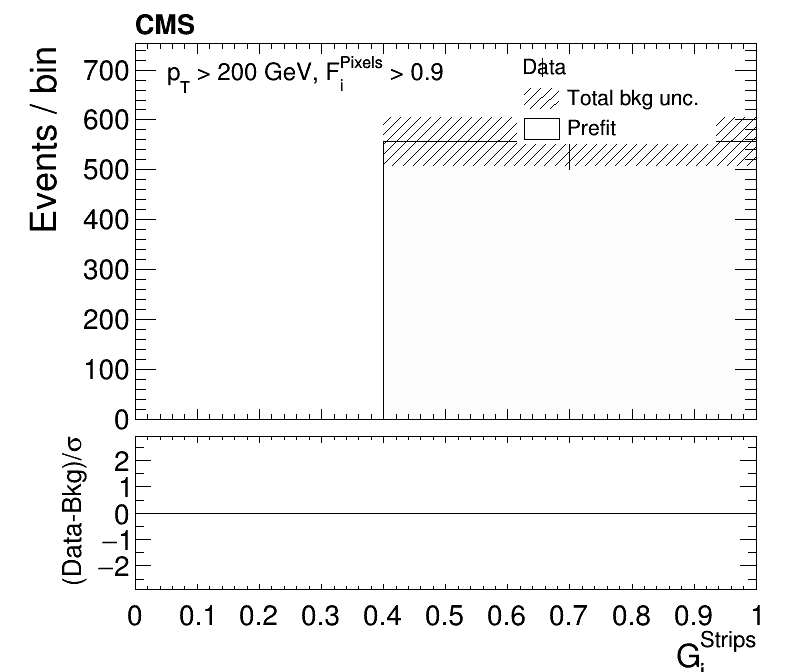 CMS
p_T > 200 GeV, F_i^Pixels > 0.9
Data
Total bkg unc.
Prefit
Events / bin
700
600
500
400
300
200
100
0
(Data-Bkg)/σ
2
1
0
−1
−2
0 0.1 0.2 0.3 0.4 0.5 0.6 0.7 0.8 0.9 1
G_i^Strips